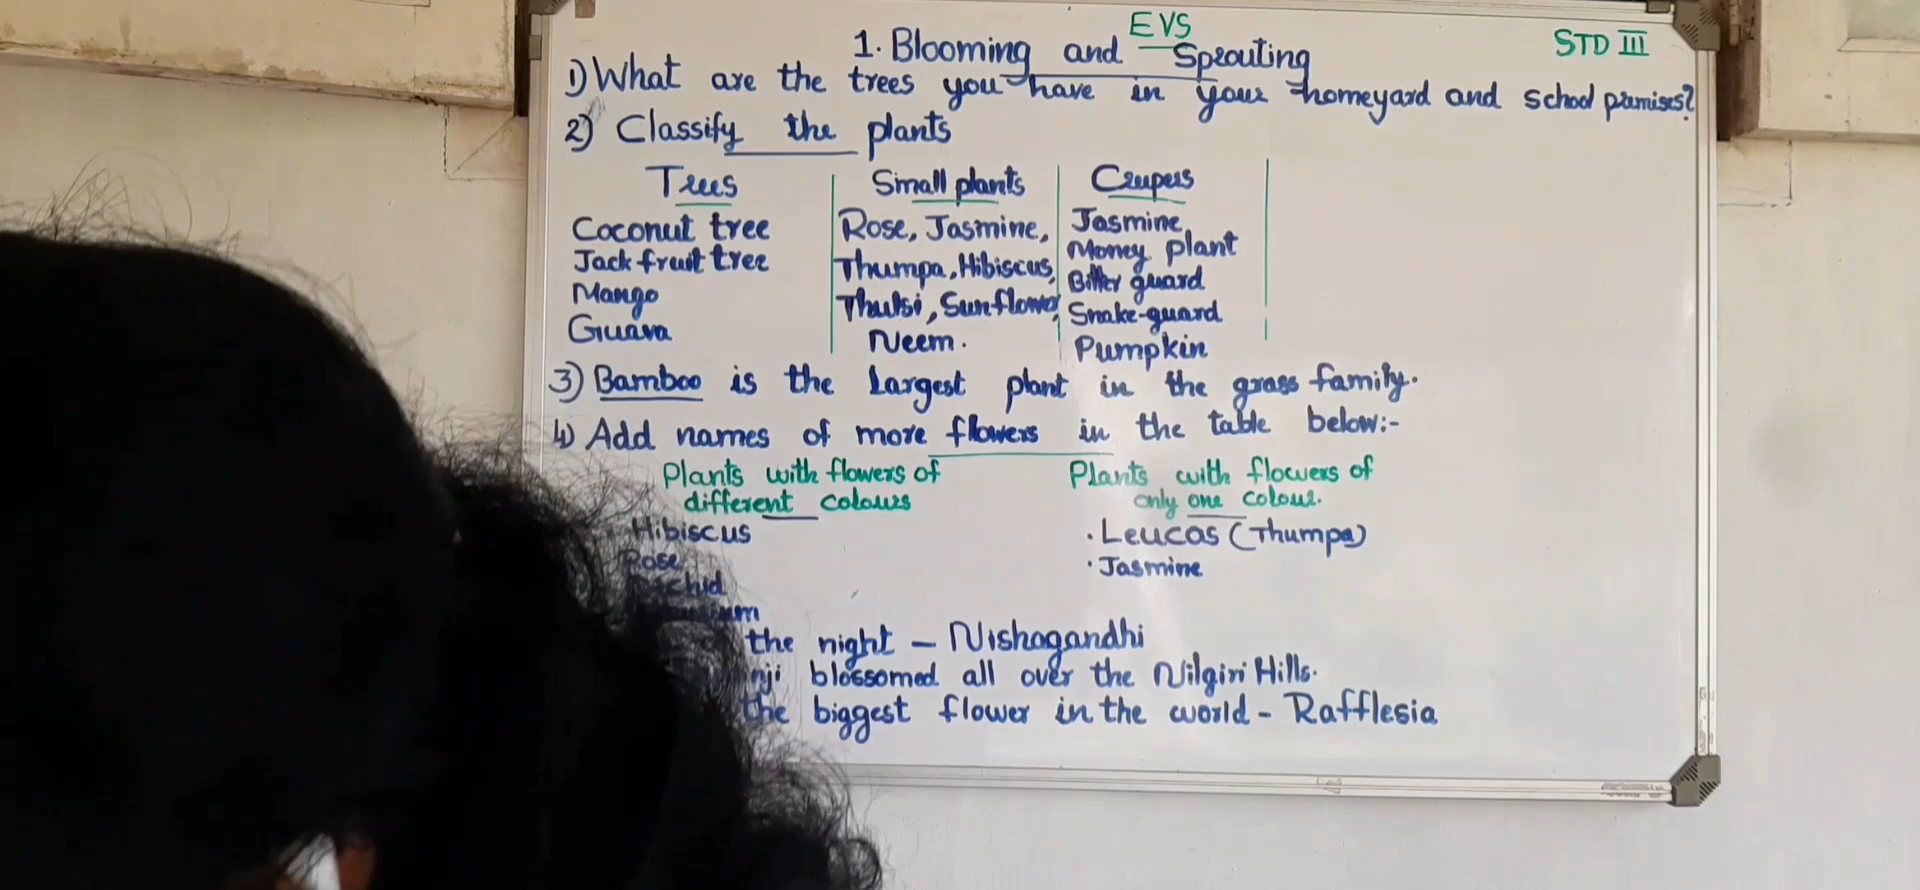 EVS
STD III
1. Blooming and Sprouting
1) What are the trees you have in your homeyard and school premises?
2) Classify the plants
Trees Small plants Creepers
Coconut tree Rose, Jasmine, Jasmine
Jack fruit tree Thumpa, Hibiscus, Money plant
Mango Thulsi, Sunflower, Bitter guard
Guava Neem. Snake-guard
Pumpkin
3) Bamboo is the largest plant in the grass family.
4) Add names of more flowers in the table below:-
Plants with flowers of different colours Plants with flowers of only one colour.
Hibiscus · Leucas (Thumpa)
Rose · Jasmine
the night - Nishagandhi
blossomed all over the Nilgiri Hills.
the biggest flower in the world - Rafflesia